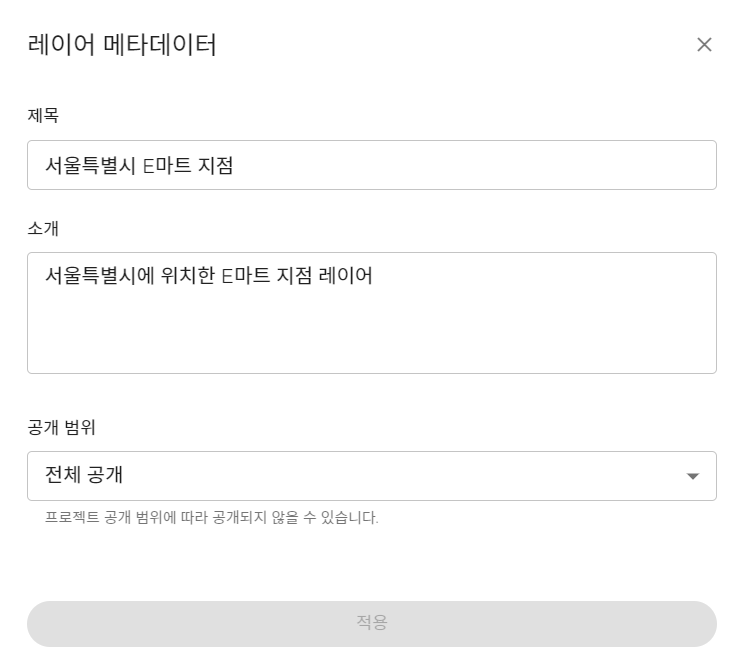 레이어 메타데이터
제목
서울특별시 E마트 지점
소개
서울특별시에 위치한 E마트 지점 레이어
공개 범위
전체 공개
프로젝트 공개 범위에 따라 공개되지 않을 수 있습니다.
적용